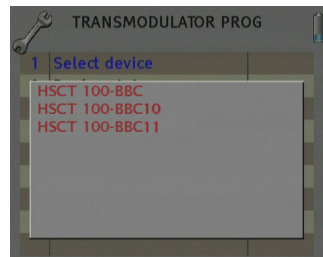 TRANSMODULATOR PROG
1 Select device
HSCT 100-BBC
HSCT 100-BBC10
HSCT 100-BBC11